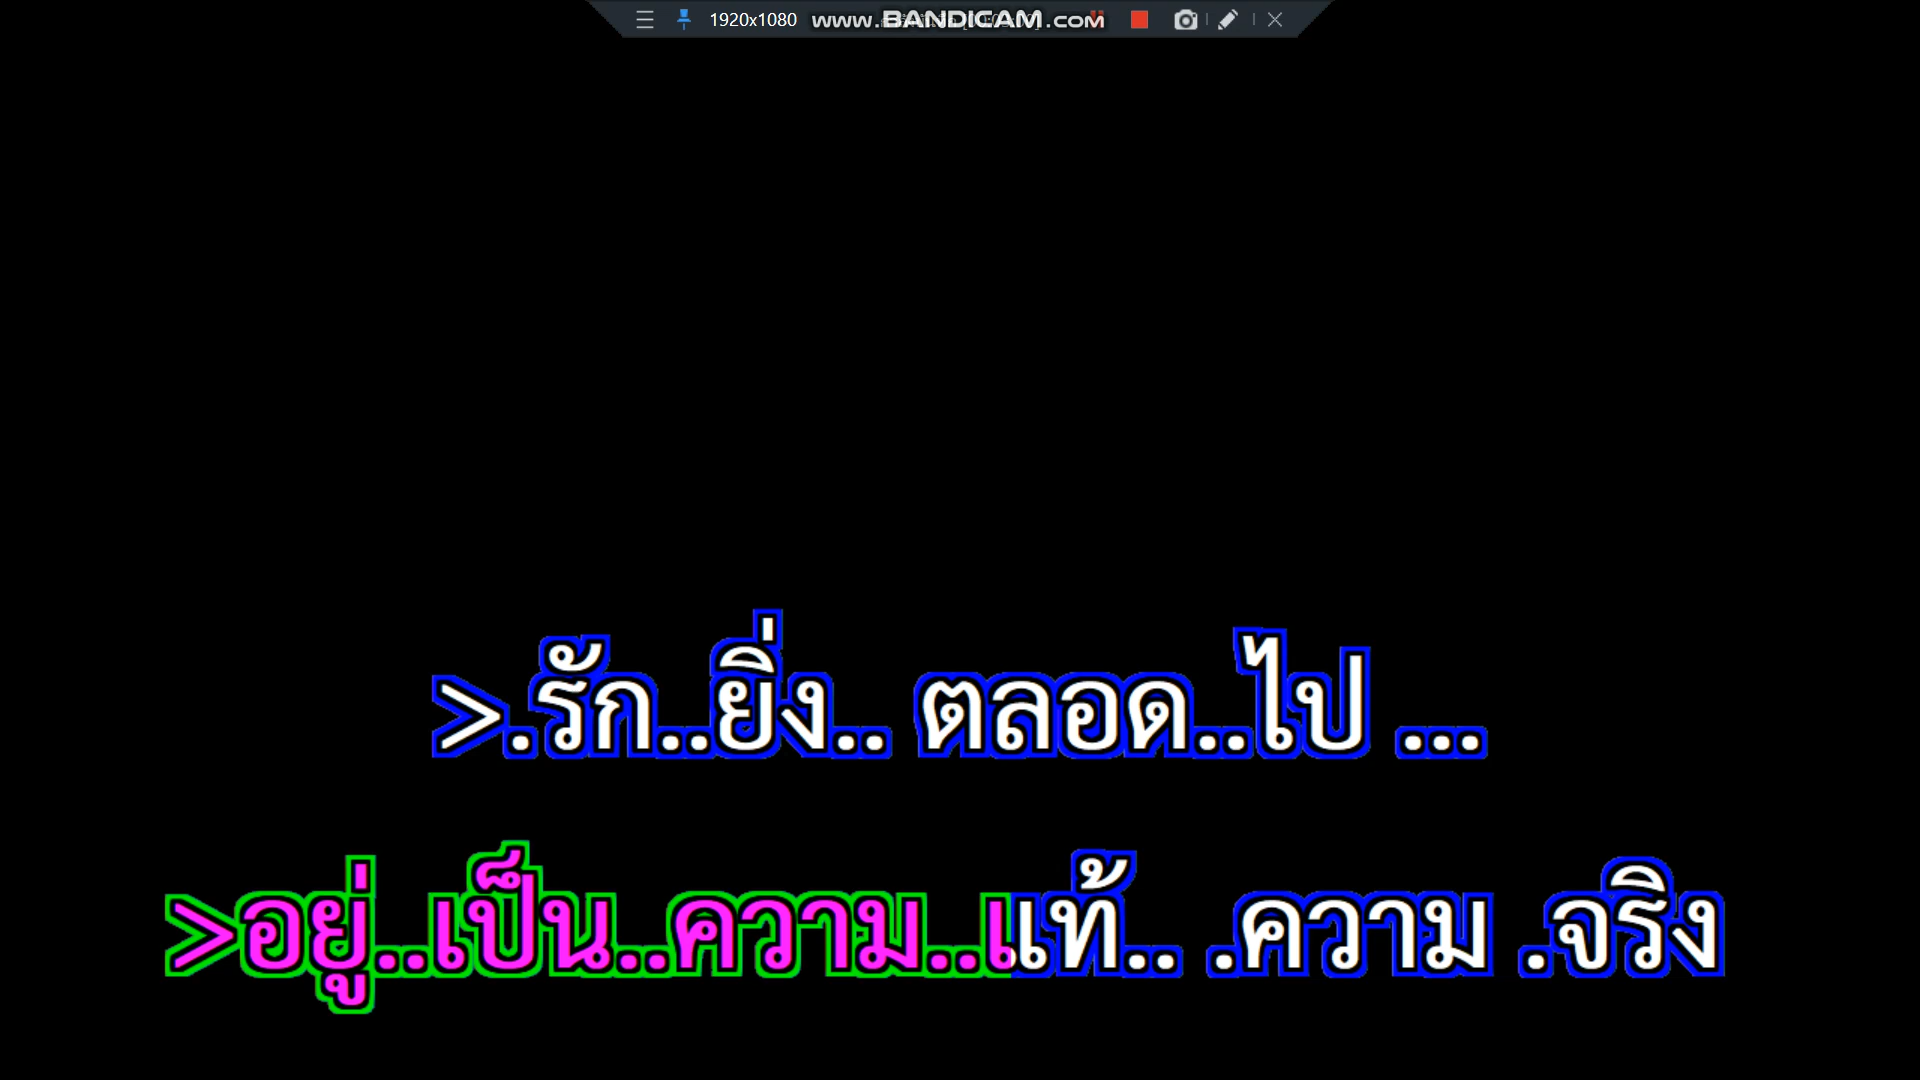 1920x1080 www.BANDICAM.com
>.รัก..ยิ่ง.. ตลอด..ไป ...
>อยู่..เป็น..ความ..แท้.. .ความ .จริง